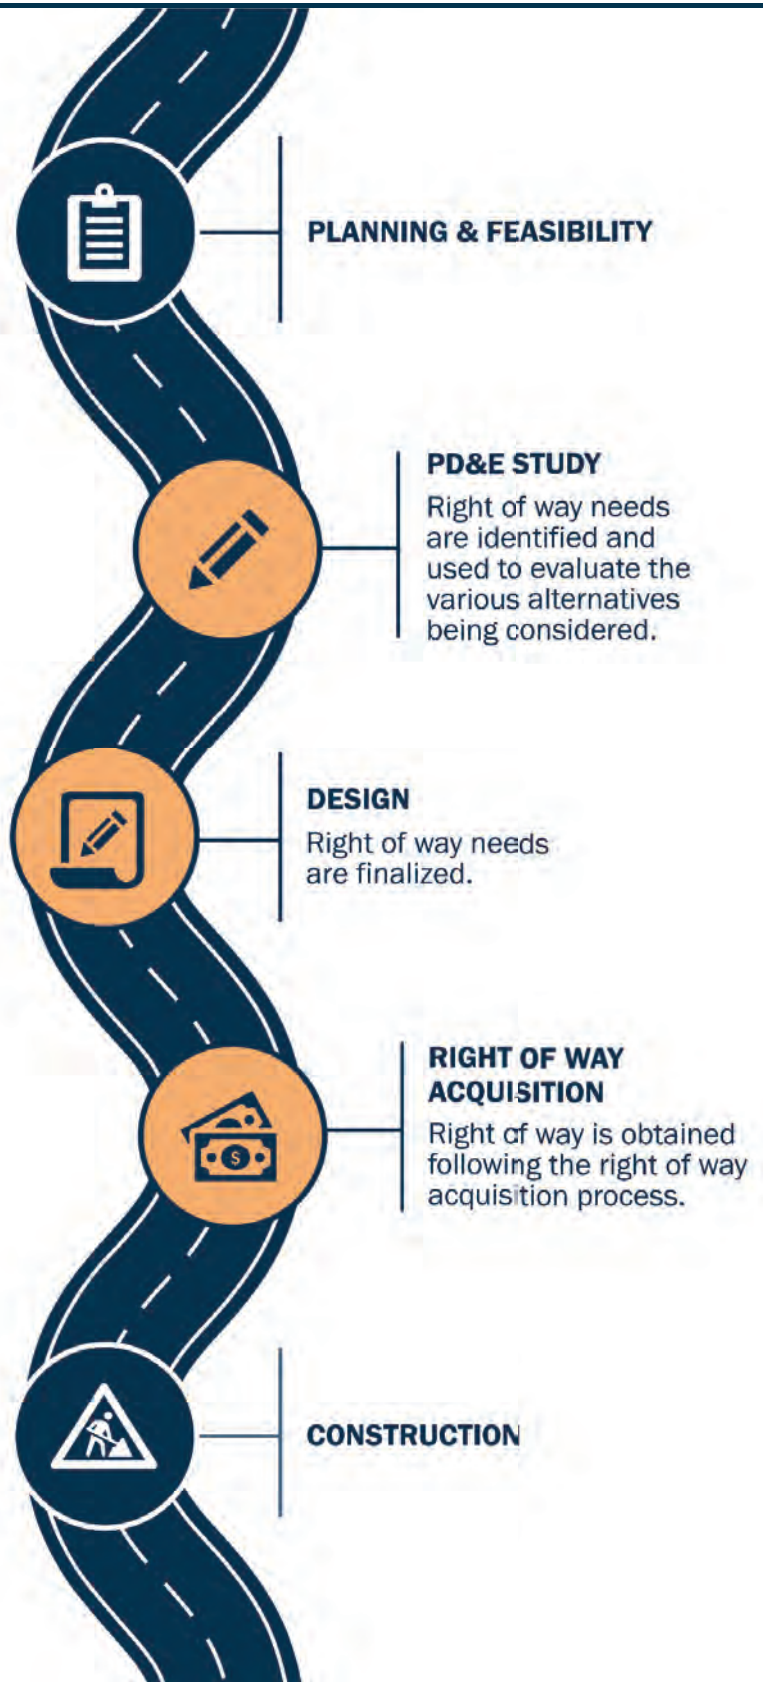 PLANNING & FEASIBILITY
PD&E STUDY
Right of way needs
are identified and
used to evaluate the
various alternatives
being considered.
DESIGN
Right of way needs
are finalized.
RIGHT OF WAY
ACQUISITION
Right of way is obtained
following the right of way
acquisition process.
$
CONSTRUCTION